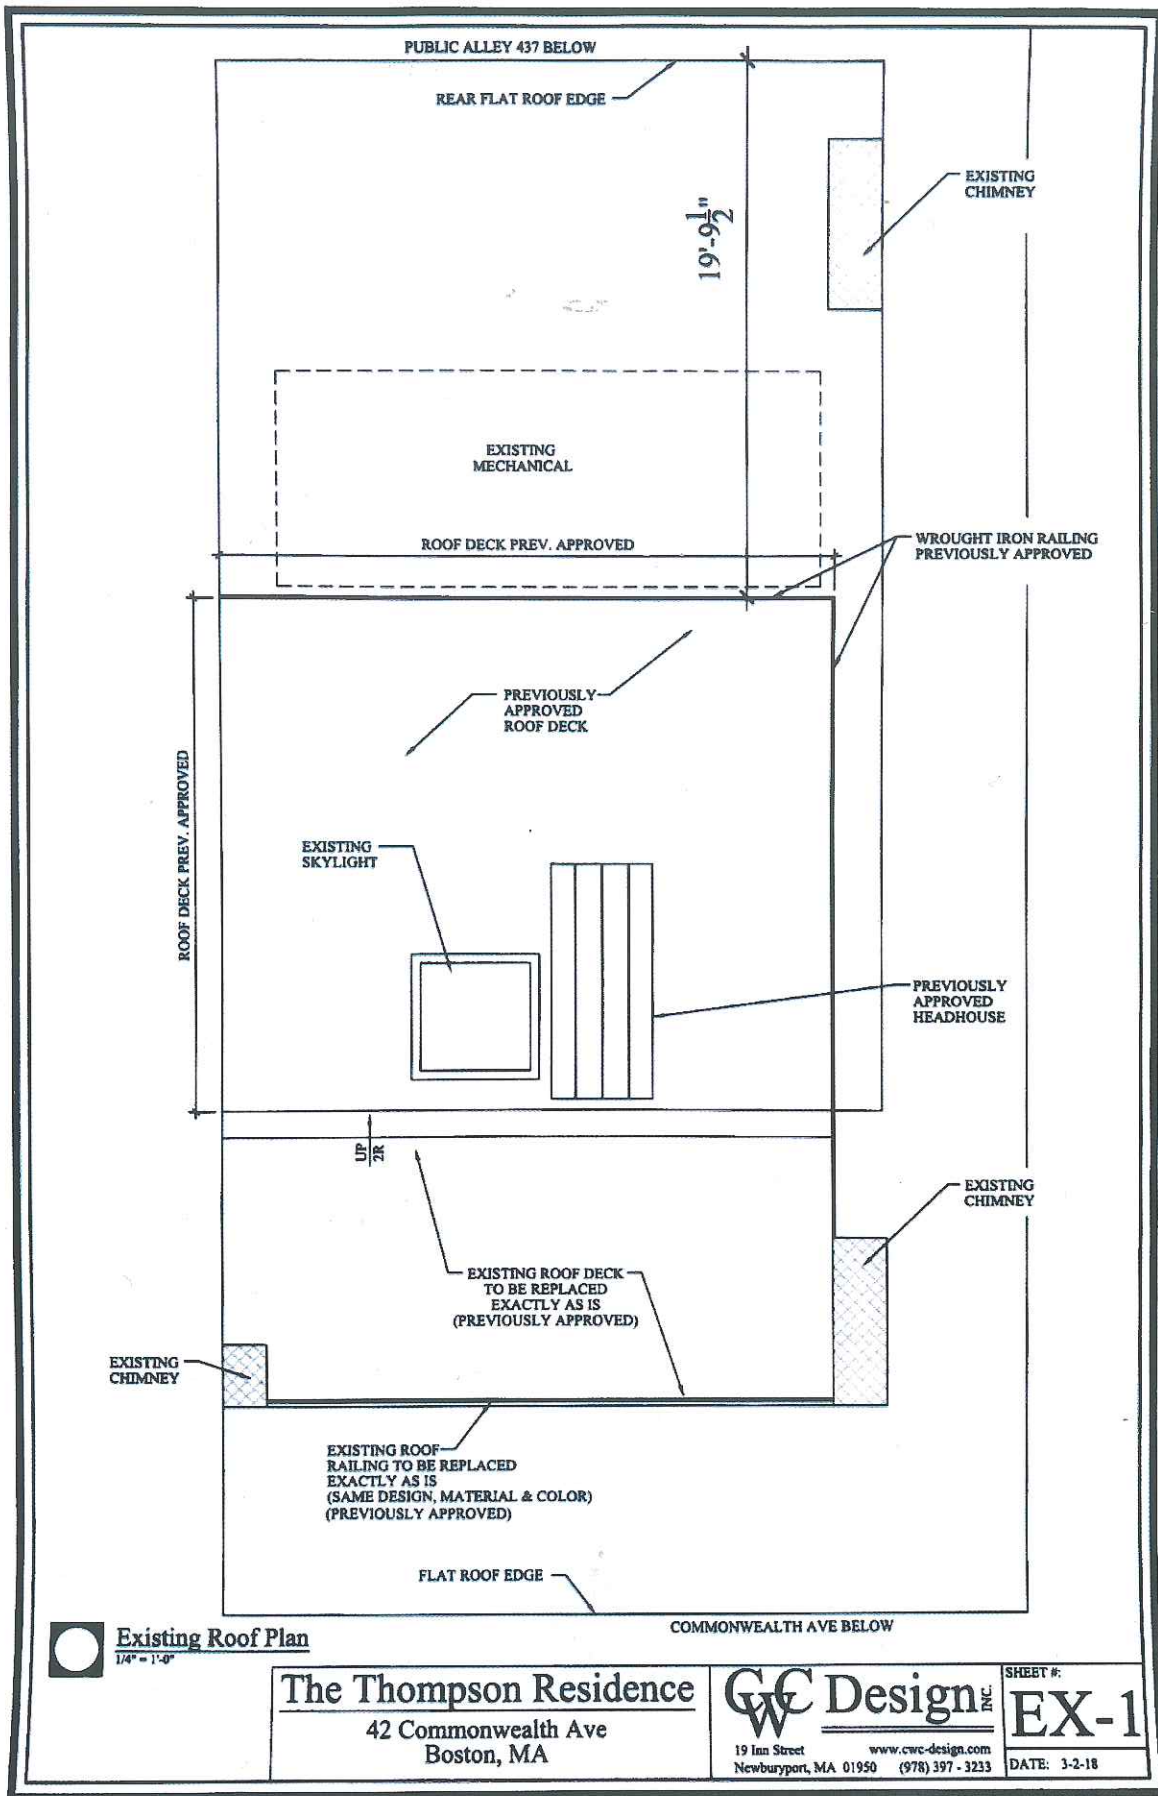 PUBLIC ALLEY 437 BELOW
REAR FLAT ROOF EDGE
EXISTING
CHIMNEY
19'-9 1/2"
EXISTING
MECHANICAL
ROOF DECK PREV. APPROVED
WROUGHT IRON RAILING
PREVIOUSLY APPROVED
PREVIOUSLY
APPROVED
ROOF DECK
ROOF DECK PREV. APPROVED
EXISTING
SKYLIGHT
PREVIOUSLY
APPROVED
HEADHOUSE
UP
2R
EXISTING
CHIMNEY
EXISTING ROOF DECK
TO BE REPLACED
EXACTLY AS IS
(PREVIOUSLY APPROVED)
EXISTING
CHIMNEY
EXISTING ROOF
RAILING TO BE REPLACED
EXACTLY AS IS
(SAME DESIGN, MATERIAL & COLOR)
(PREVIOUSLY APPROVED)
FLAT ROOF EDGE
COMMONWEALTH AVE BELOW
Existing Roof Plan
1/4" = 1'-0"
The Thompson Residence
42 Commonwealth Ave
Boston, MA
CWC Design INC.
19 Inn Street www.cwc-design.com
Newburyport, MA 01950 (978) 397 - 3233
SHEET #:
EX-1
DATE: 3-2-18